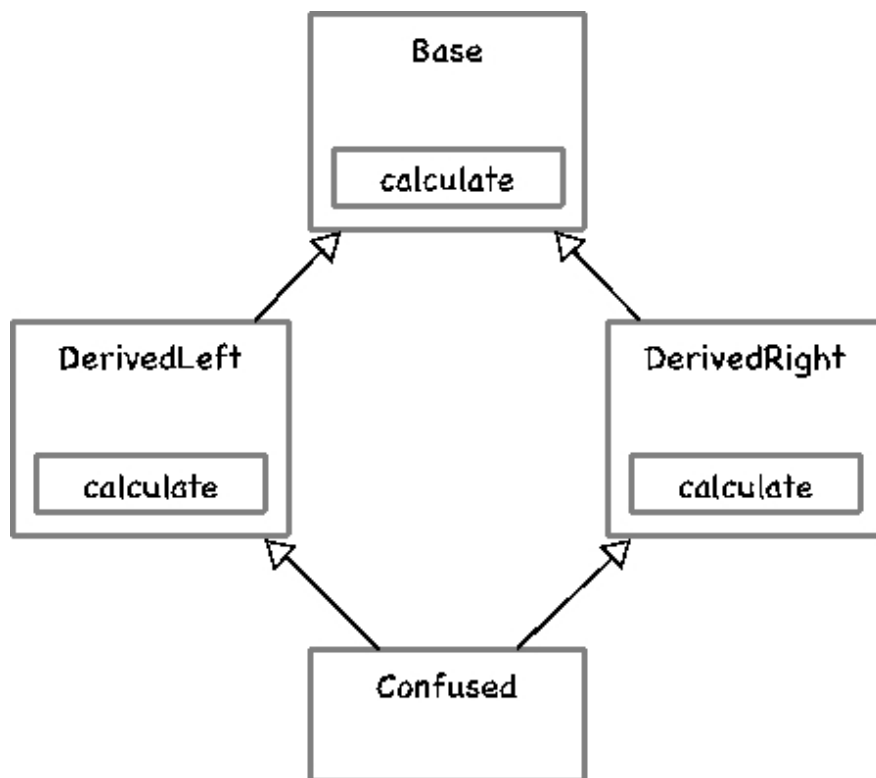 Base
calculate
DerivedLeft
DerivedRight
calculate
calculate
Confused